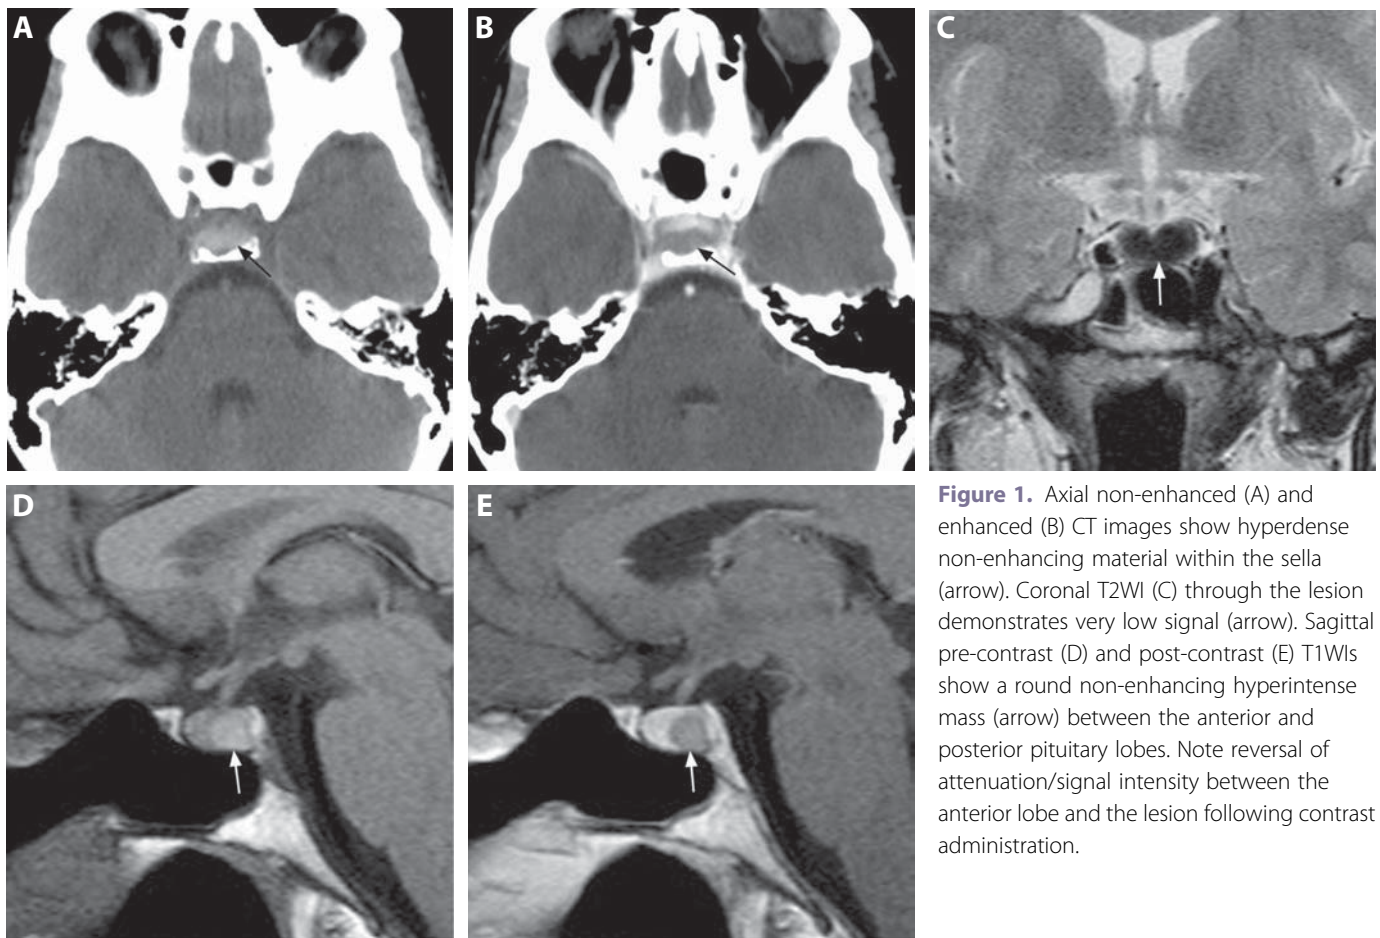 A
B
C
D
E
Figure 1. Axial non-enhanced (A) and
enhanced (B) CT images show hyperdense
non-enhancing material within the sella
(arrow). Coronal T2WI (C) through the lesion
demonstrates very low signal (arrow). Sagittal
pre-contrast (D) and post-contrast (E) T1WIs
show a round non-enhancing hyperintense
mass (arrow) between the anterior and
posterior pituitary lobes. Note reversal of
attenuation/signal intensity between the
anterior lobe and the lesion following contrast
administration.